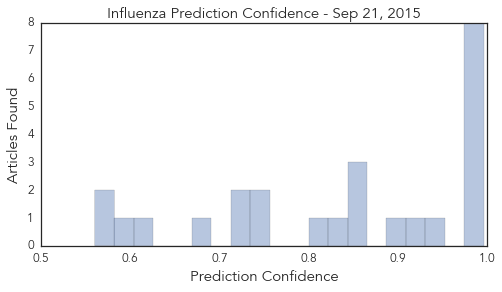 Influenza Prediction Confidence - Sep 21, 2015
Articles Found
8
7
6
5
4
3
2
1
0
0.5 0.6 0.7 0.8 0.9 1.0
Prediction Confidence